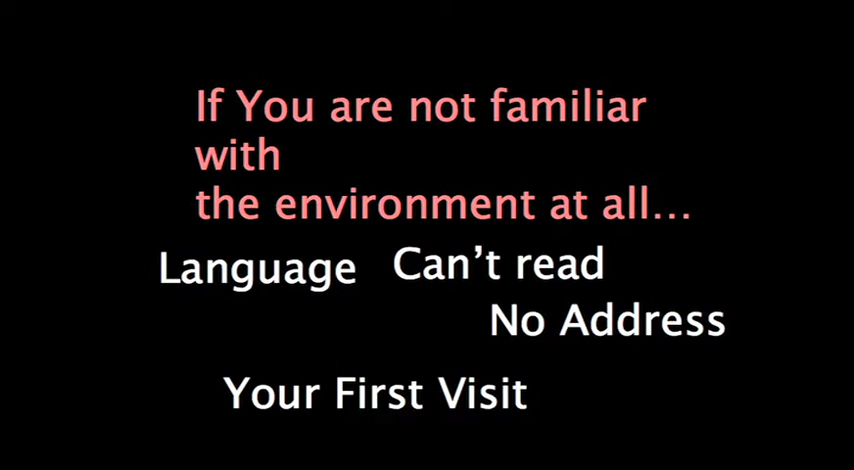 If You are not familiar
with
the environment at all...
Language
Can't read
No Address
Your First Visit